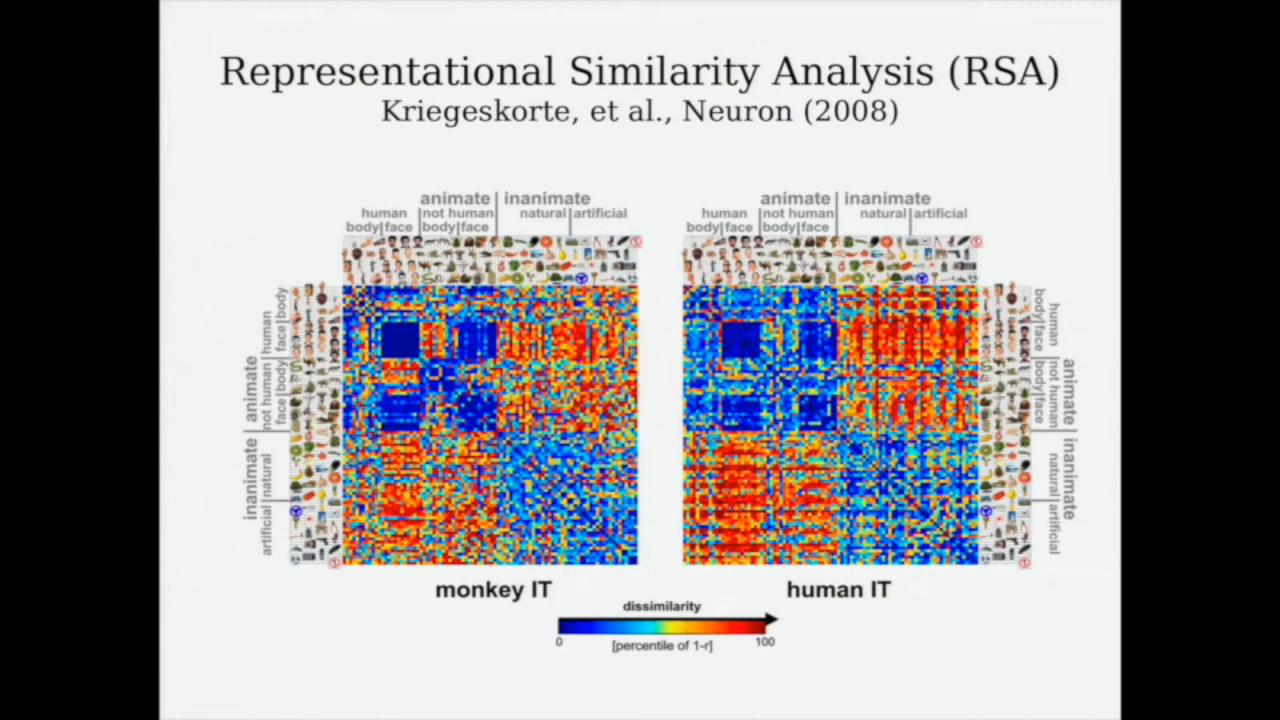 Representational Similarity Analysis (RSA)
Kriegeskorte, et al., Neuron (2008)
animate inanimate
human not human natural artificial
body face body face
animate inanimate
human not human natural artificial
body face body face
animate inanimate
human not human natural artificial
body face body face
animate inanimate
human not human natural artificial
body face body face
monkey IT
human IT
dissimilarity
0 100
[percentile of 1-r]